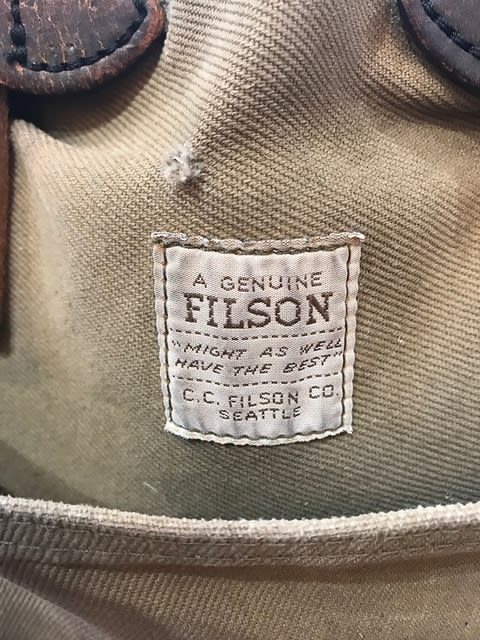 A GENUINE
FILSON
"MIGHT AS WELL
HAVE THE BEST"
C.C. FILSON CO.
SEATTLE